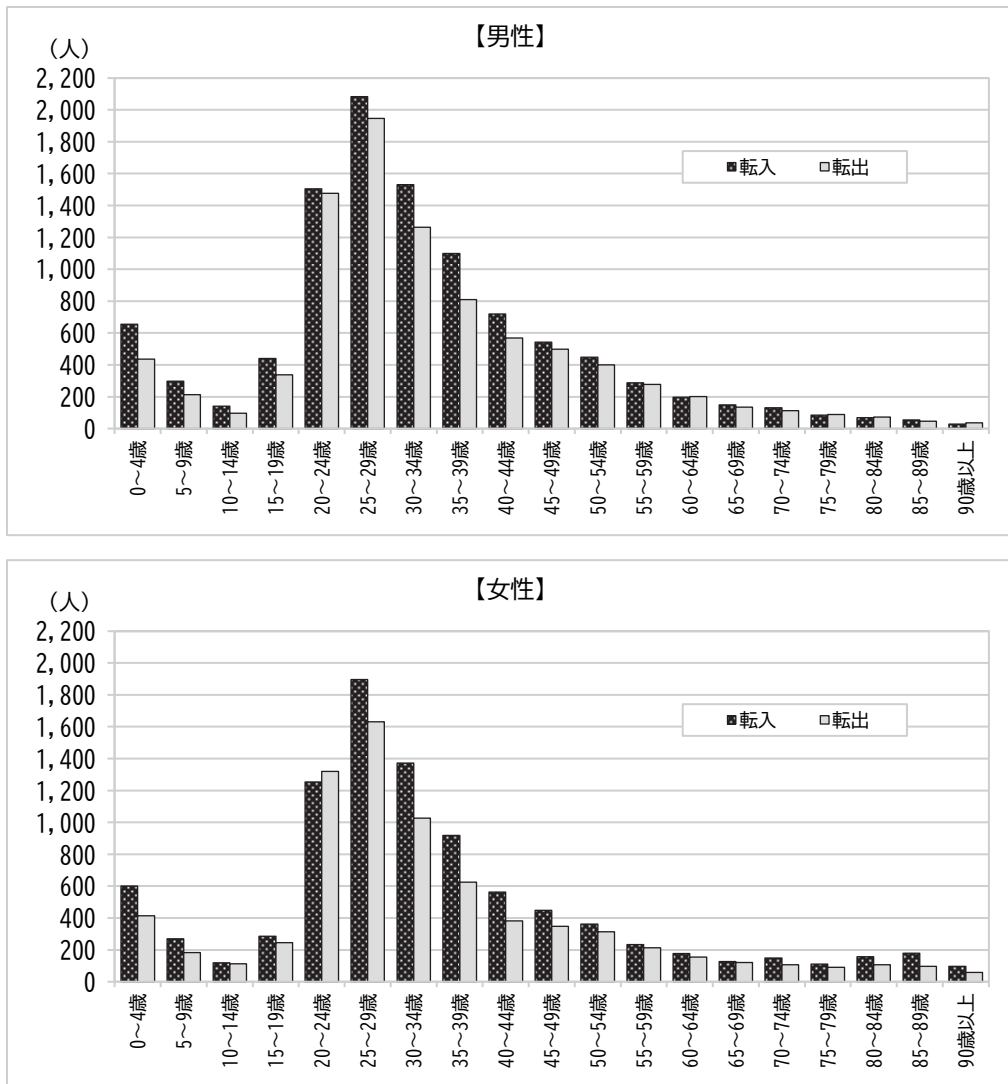 【男性】
(人)
2,200
2,000
1,800
1,600
1,400
1,200
1,000
800
600
400
200
0
転入 転出
0～4歳
5～9歳
10～14歳
15～19歳
20～24歳
25～29歳
30～34歳
35～39歳
40～44歳
45～49歳
50～54歳
55～59歳
60～64歳
65～69歳
70～74歳
75～79歳
80～84歳
85～89歳
90歳以上
【女性】
(人)
2,200
2,000
1,800
1,600
1,400
1,200
1,000
800
600
400
200
0
転入 転出
0～4歳
5～9歳
10～14歳
15～19歳
20～24歳
25～29歳
30～34歳
35～39歳
40～44歳
45～49歳
50～54歳
55～59歳
60～64歳
65～69歳
70～74歳
75～79歳
80～84歳
85～89歳
90歳以上